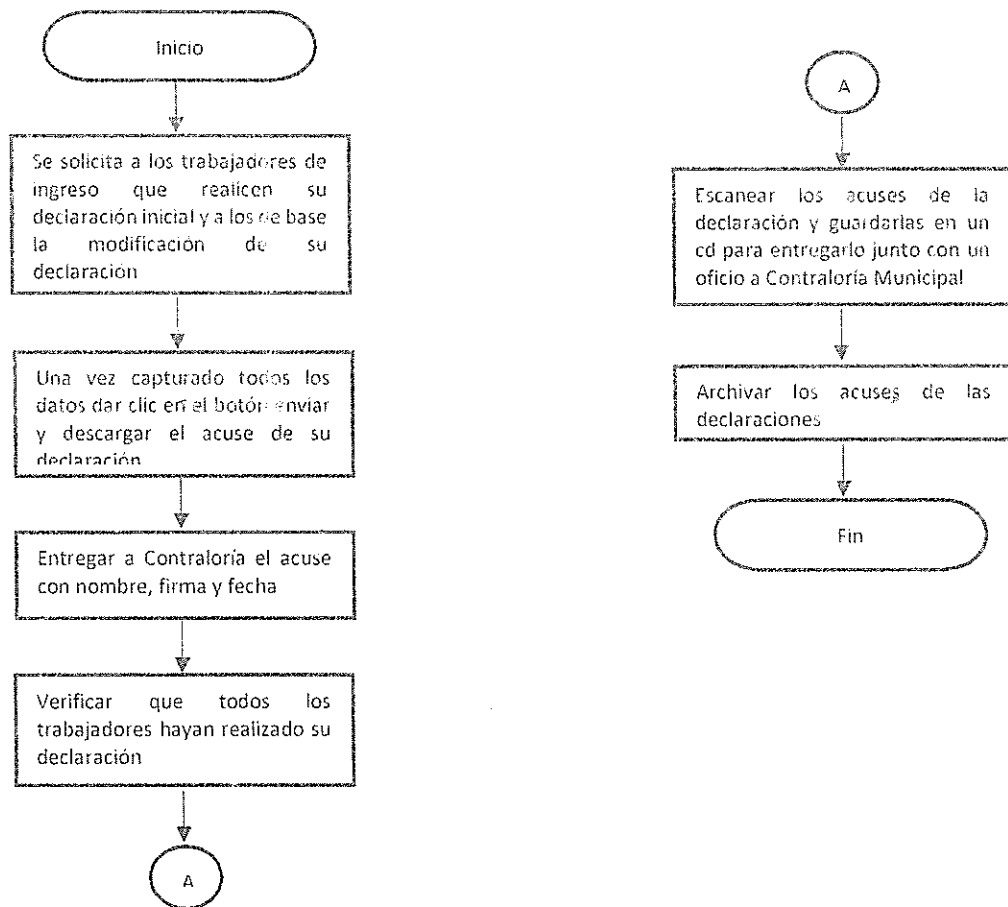 Inicio
Se solicita a los trabajadores de
ingreso que realicen su
declaración inicial y a los de base
la modificación de su
declaración
Una vez capturado todos los
datos dar clic en el botón enviar
y descargar el acuse de su
declaración
Entregar a Contraloría el acuse
con nombre, firma y fecha
Verificar que todos los
trabajadores hayan realizado su
declaración
A
A
Escanear los acuses de la
declaración y guardarlas en un
cd para entregarlo junto con un
oficio a Contraloría Municipal
Archivar los acuses de las
declaraciones
Fin